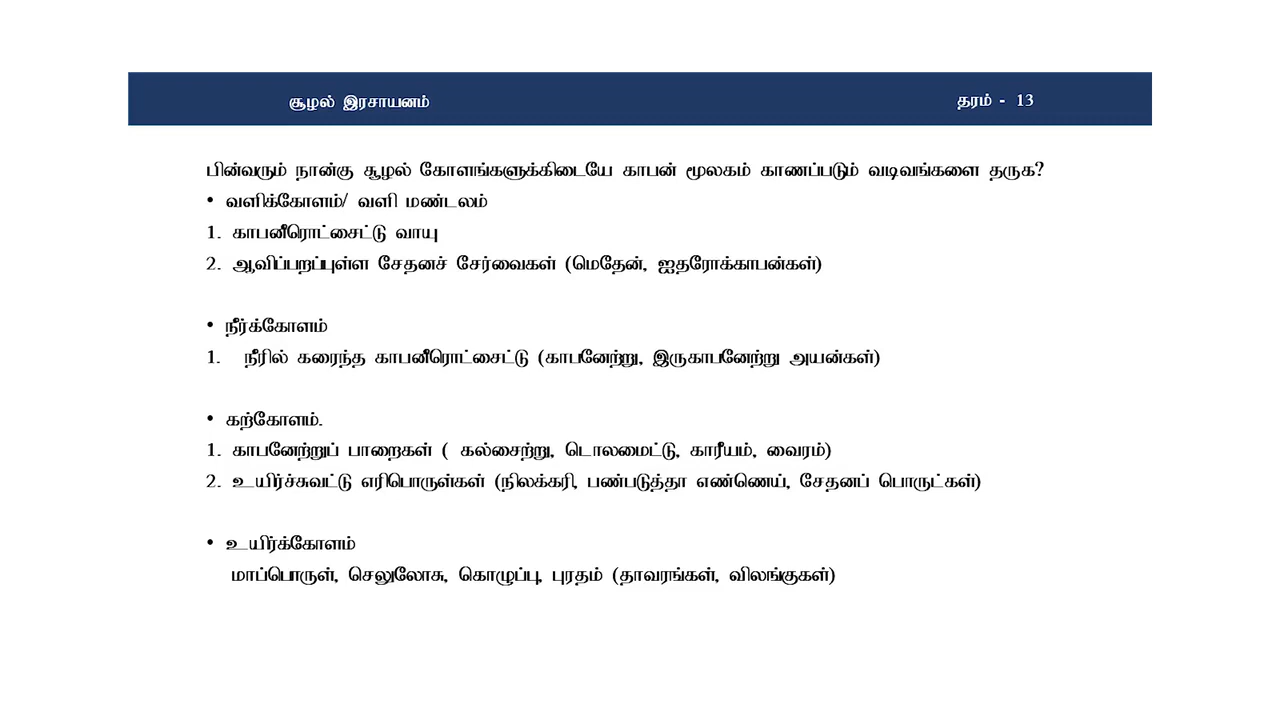 சூழல் இரசாயனம்
தரம் - 13
பின்வரும் நான்கு சூழல் கோளங்களுக்கிடையே காபன் மூலகம் காணப்படும் வடிவங்களை தருக?
• வளிக்கோளம்/ வளி மண்டலம்
1. காபனீரொட்சைட்டு வாயு
2. ஆவிப்பறப்புள்ள சேதனச் சேர்வைகள் (மெதேன், ஐதரோக்காபன்கள்)
• நீர்க்கோளம்
1. நீரில் கரைந்த காபனீரொட்சைட்டு (காபனேற்று, இருகாபனேற்று அயன்கள்)
• கற்கோளம்.
1. காபனேற்றுப் பாறைகள் ( கல்சைற்று, டொலமைட்டு, காரீயம், வைரம்)
2. உயிர்ச்சுவட்டு எரிபொருள்கள் (நிலக்கரி, பண்படுத்தா எண்ணெய், சேதனப் பொருட்கள்)
• உயிர்க்கோளம்
மாப்பொருள், செலுலோசு, கொழுப்பு, புரதம் (தாவரங்கள், விலங்குகள்)